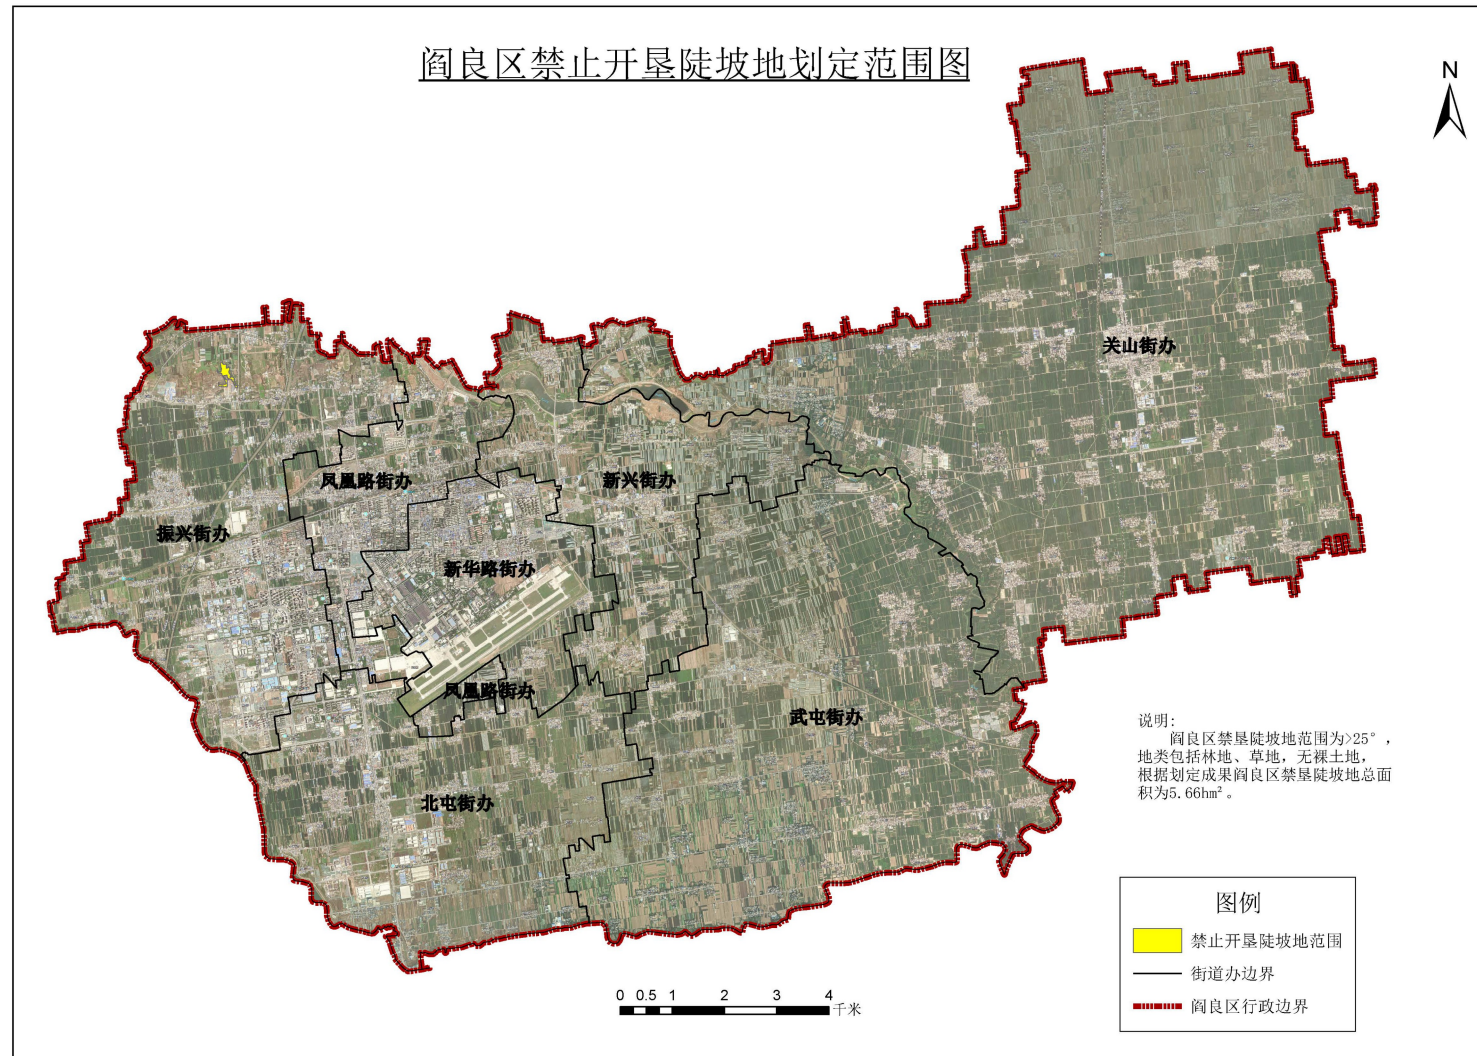 阎良区禁止开垦陡坡地划定范围图
N
关山街办
凤凰路街办
新兴街办
振兴街办
新华路街办
凤凰路街办
武屯街办
北屯街办
说明：
阎良区禁垦陡坡地范围为>25°，
地类包括林地、草地，无裸土地，
根据划定成果阎良区禁垦陡坡地总面
积为5.66hm²。
图例
禁止开垦陡坡地范围
街道办边界
阎良区行政边界
0 0.5 1 2 3 4
千米